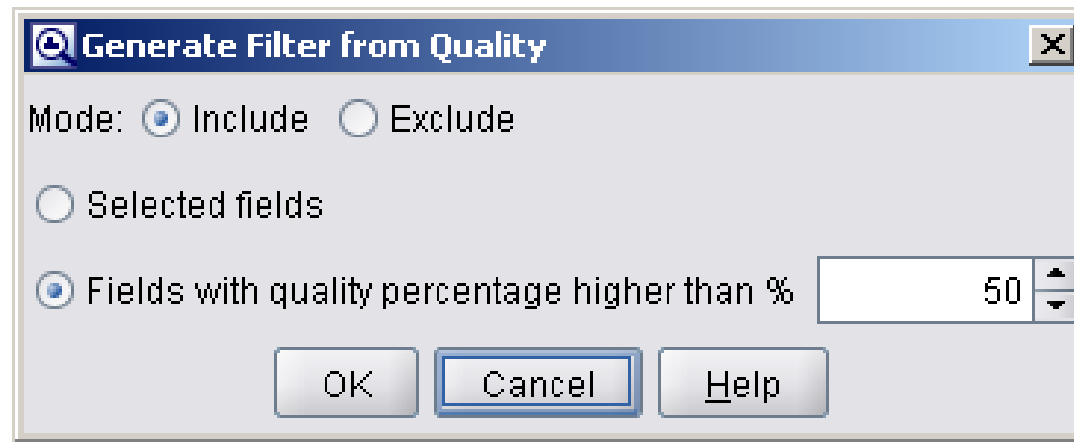 Generate Filter from Quality
Mode: Include Exclude
Selected fields
Fields with quality percentage higher than % 50
OK Cancel Help